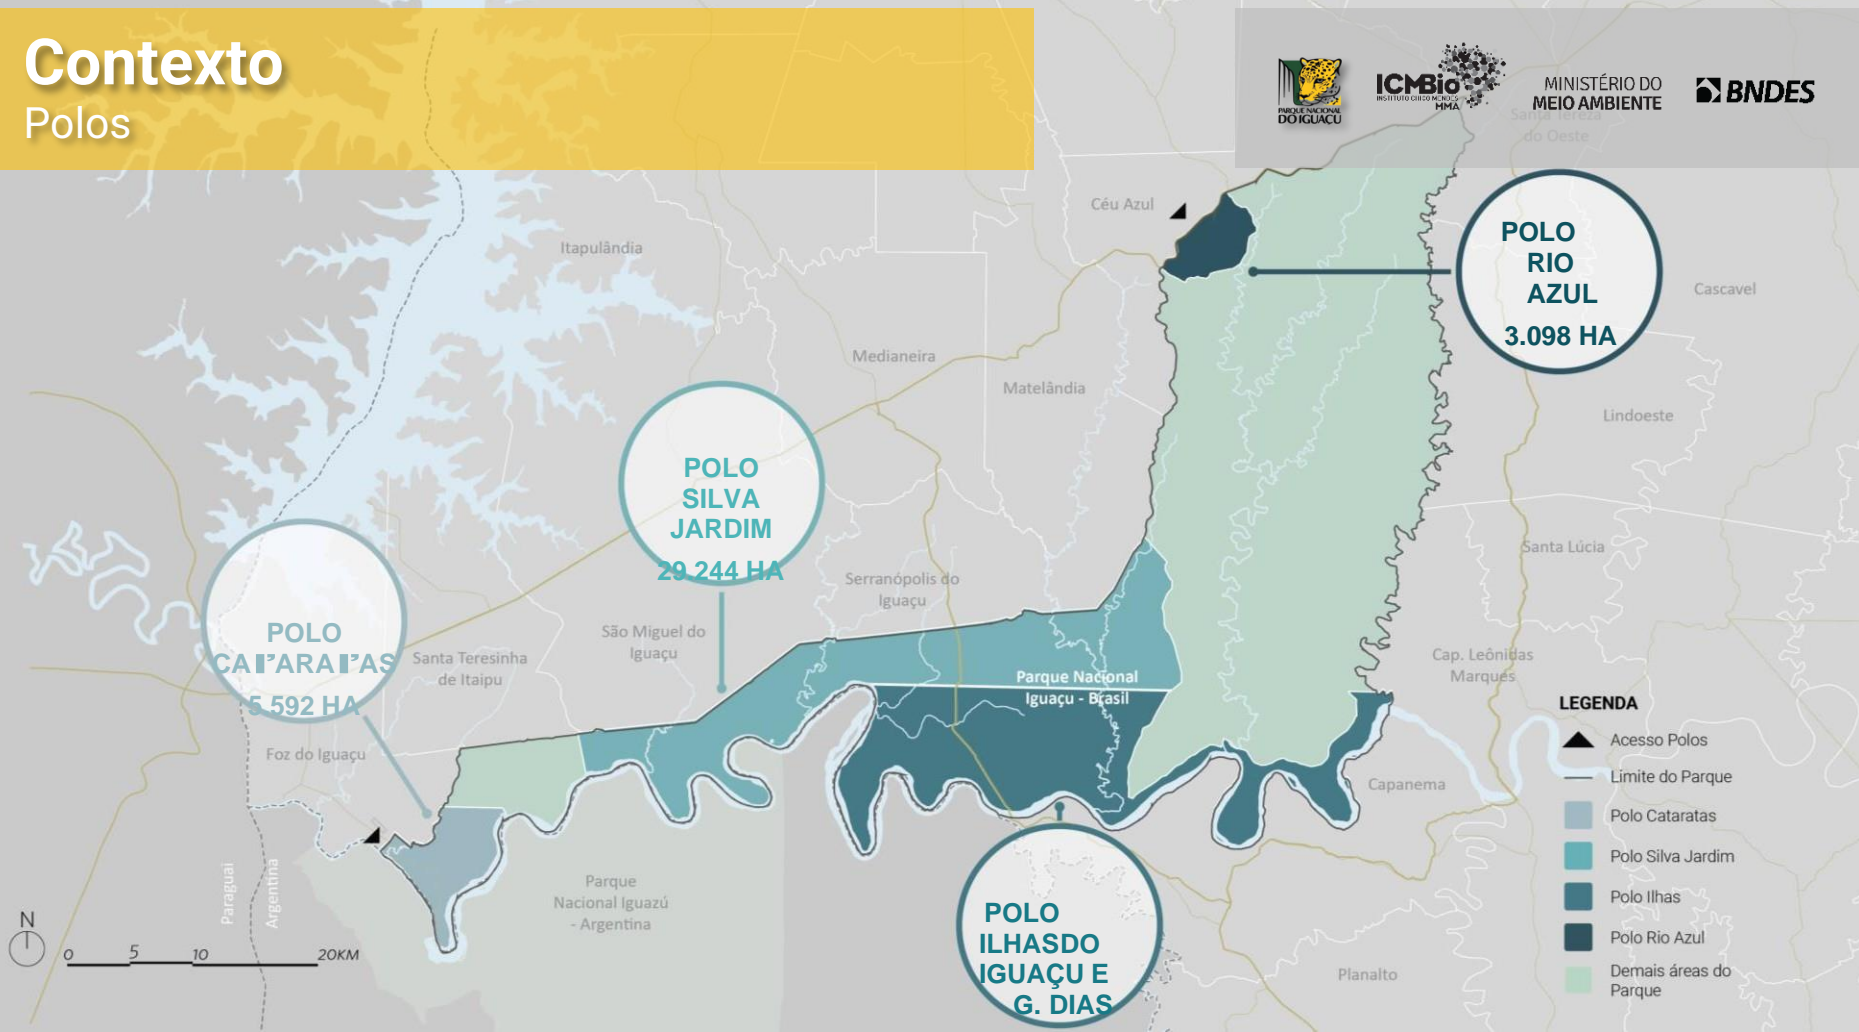 Contexto
Polos
PARQUE NACIONAL
DO IGUAÇU
ICMBio
INSTITUTO CHICO MENDES
MMA
MINISTÉRIO DO
MEIO AMBIENTE
BNDES
Santa Tereza
do Oeste
Céu Azul
POLO
RIO
AZUL
3.098 HA
Itapulândia
Cascavel
Medianeira
Matelândia
Lindoeste
POLO
SILVA
JARDIM
29.244 HA
Santa Lúcia
Serranópolis do
Iguaçu
POLO
CATARATAS
5.592 HA
São Miguel do
Iguaçu
Santa Teresinha
de Itaipu
Cap. Leônidas
Marques
Parque Nacional
Iguaçu - Brasil
Foz do Iguaçu
Capanema
LEGENDA
Acesso Polos
Limite do Parque
Polo Cataratas
Polo Silva Jardim
Polo Ilhas
Polo Rio Azul
Demais áreas do
Parque
Paraguai
Argentina
Parque
Nacional Iguazú
- Argentina
POLO
ILHASDO
IGUAÇU E
G. DIAS
Planalto
N
0 5 10 20KM